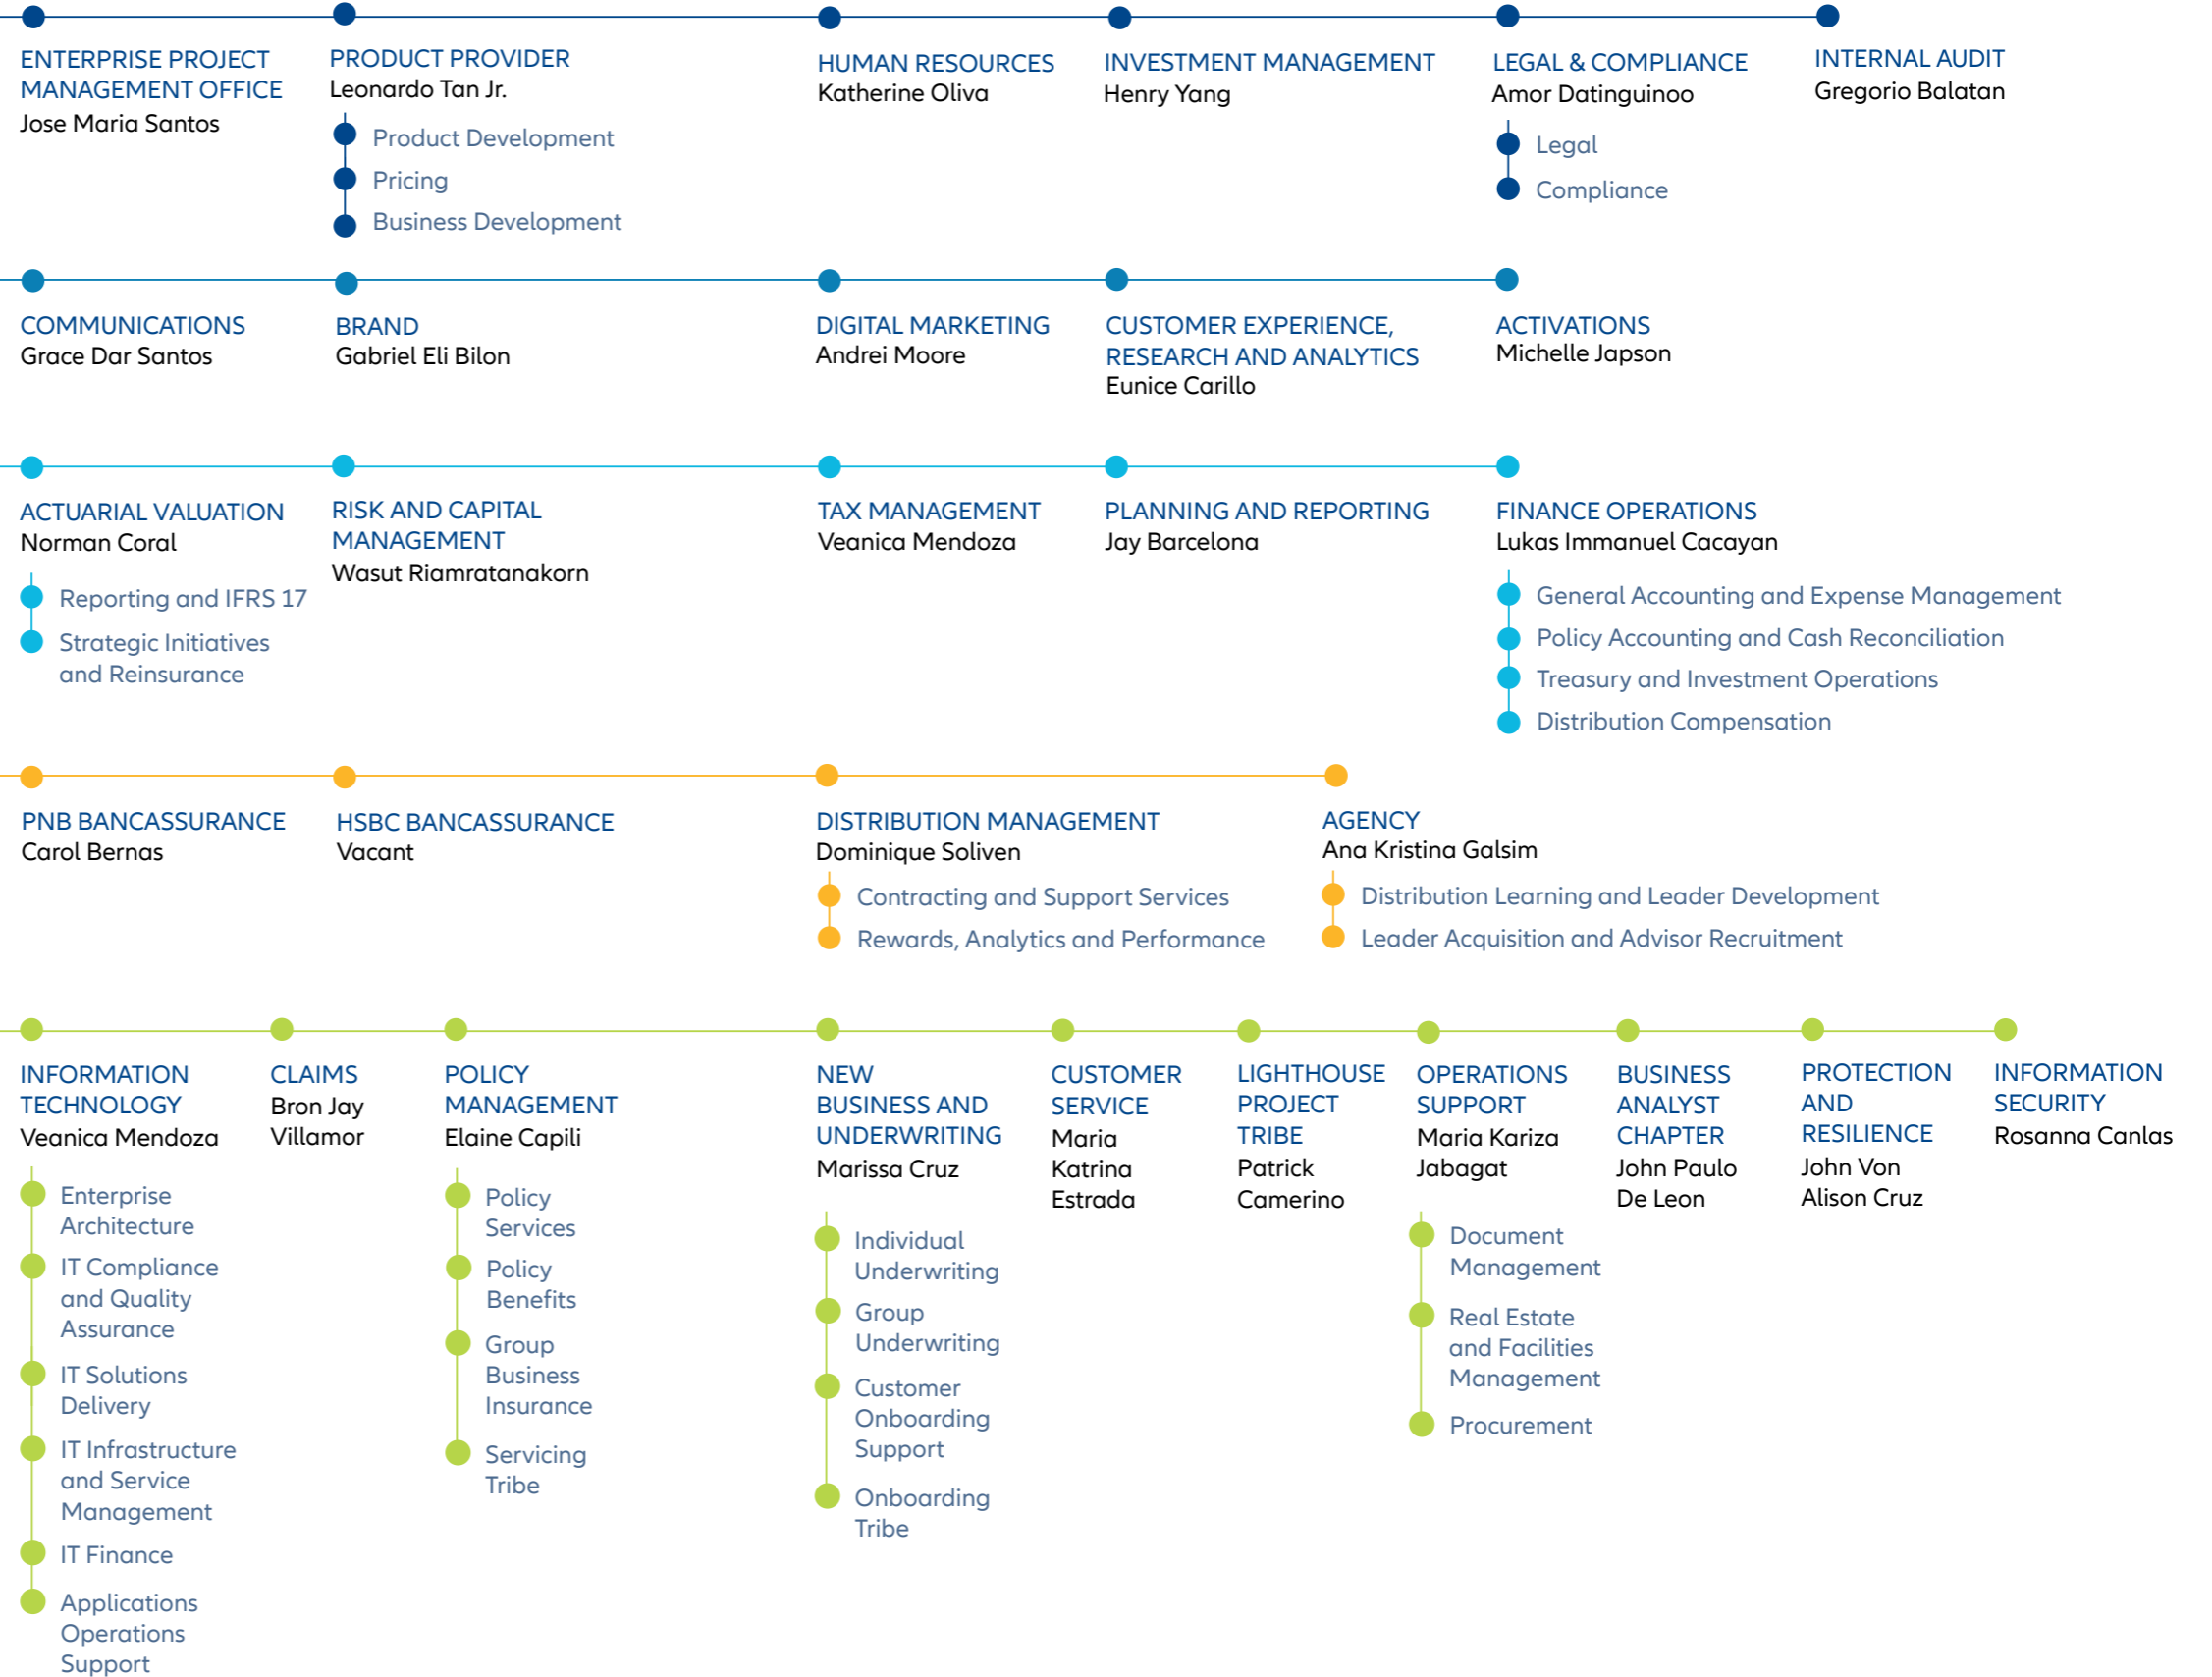 ENTERPRISE PROJECT
MANAGEMENT OFFICE
Jose Maria Santos
PRODUCT PROVIDER
Leonardo Tan Jr.
Product Development
Pricing
Business Development
HUMAN RESOURCES
Katherine Oliva
INVESTMENT MANAGEMENT
Henry Yang
LEGAL & COMPLIANCE
Amor Datinguinoo
Legal
Compliance
INTERNAL AUDIT
Gregorio Balatan
COMMUNICATIONS
Grace Dar Santos
BRAND
Gabriel Eli Bilon
DIGITAL MARKETING
Andrei Moore
CUSTOMER EXPERIENCE,
RESEARCH AND ANALYTICS
Eunice Carillo
ACTIVATIONS
Michelle Japson
ACTUARIAL VALUATION
Norman Coral
Reporting and IFRS 17
Strategic Initiatives
and Reinsurance
RISK AND CAPITAL
MANAGEMENT
Wasut Riamratanakorn
TAX MANAGEMENT
Veanica Mendoza
PLANNING AND REPORTING
Jay Barcelona
FINANCE OPERATIONS
Lukas Immanuel Cacayan
General Accounting and Expense Management
Policy Accounting and Cash Reconciliation
Treasury and Investment Operations
Distribution Compensation
PNB BANCASSURANCE
Carol Bernas
HSBC BANCASSURANCE
Vacant
DISTRIBUTION MANAGEMENT
Dominique Soliven
Contracting and Support Services
Rewards, Analytics and Performance
AGENCY
Ana Kristina Galsim
Distribution Learning and Leader Development
Leader Acquisition and Advisor Recruitment
INFORMATION
TECHNOLOGY
Veanica Mendoza
Enterprise
Architecture
IT Compliance
and Quality
Assurance
IT Solutions
Delivery
IT Infrastructure
and Service
Management
IT Finance
Applications
Operations
Support
CLAIMS
Bron Jay
Villamor
POLICY
MANAGEMENT
Elaine Capili
Policy
Services
Policy
Benefits
Group
Business
Insurance
Servicing
Tribe
NEW
BUSINESS AND
UNDERWRITING
Marissa Cruz
Individual
Underwriting
Group
Underwriting
Customer
Onboarding
Support
Onboarding
Tribe
CUSTOMER
SERVICE
Maria
Katrina
Estrada
LIGHTHOUSE
PROJECT
TRIBE
Patrick
Camerino
OPERATIONS
SUPPORT
Maria Kariza
Jabagat
Document
Management
Real Estate
and Facilities
Management
Procurement
BUSINESS
ANALYST
CHAPTER
John Paulo
De Leon
PROTECTION
AND
RESILIENCE
John Von
Alison Cruz
INFORMATION
SECURITY
Rosanna Canlas